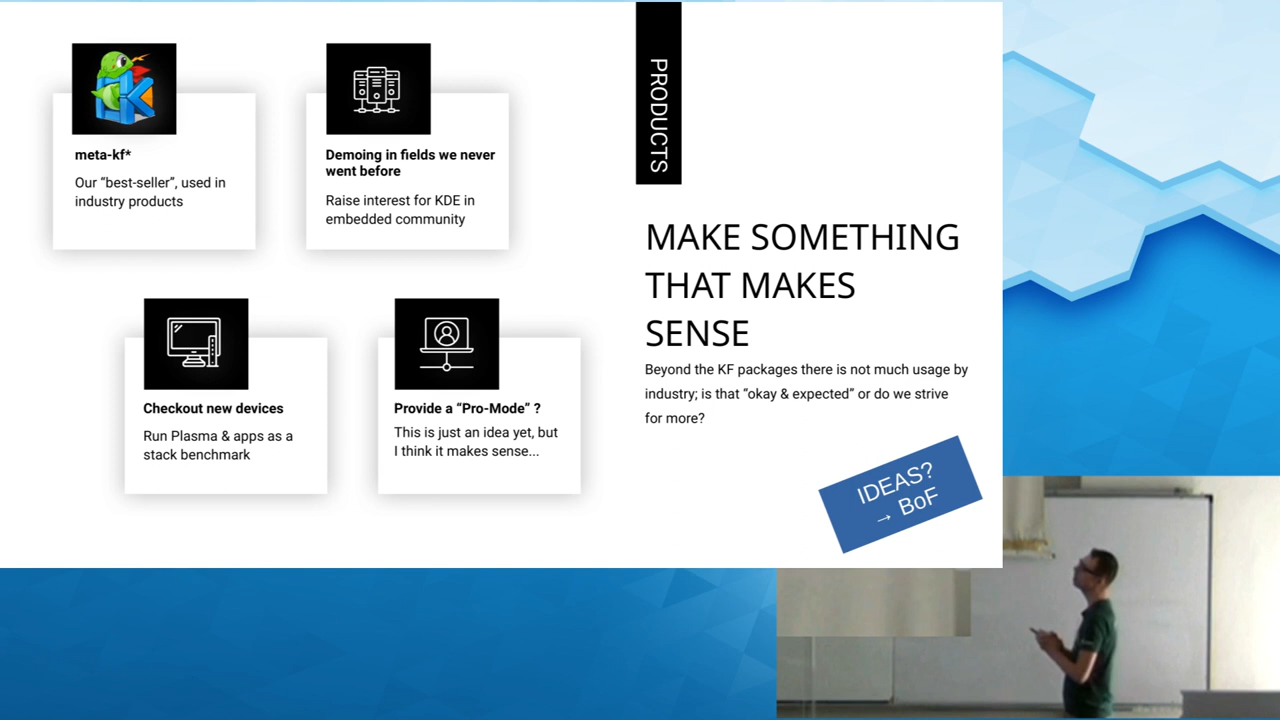 meta-kf*
Our “best-seller”, used in
industry products
Demoing in fields we never
went before
Raise interest for KDE in
embedded community
Checkout new devices
Run Plasma & apps as a
stack benchmark
Provide a “Pro-Mode” ?
This is just an idea yet, but
I think it makes sense...
PRODUCTS
MAKE SOMETHING
THAT MAKES
SENSE
Beyond the KF packages there is not much usage by
industry; is that “okay & expected” or do we strive
for more?
IDEAS?
→ BoF